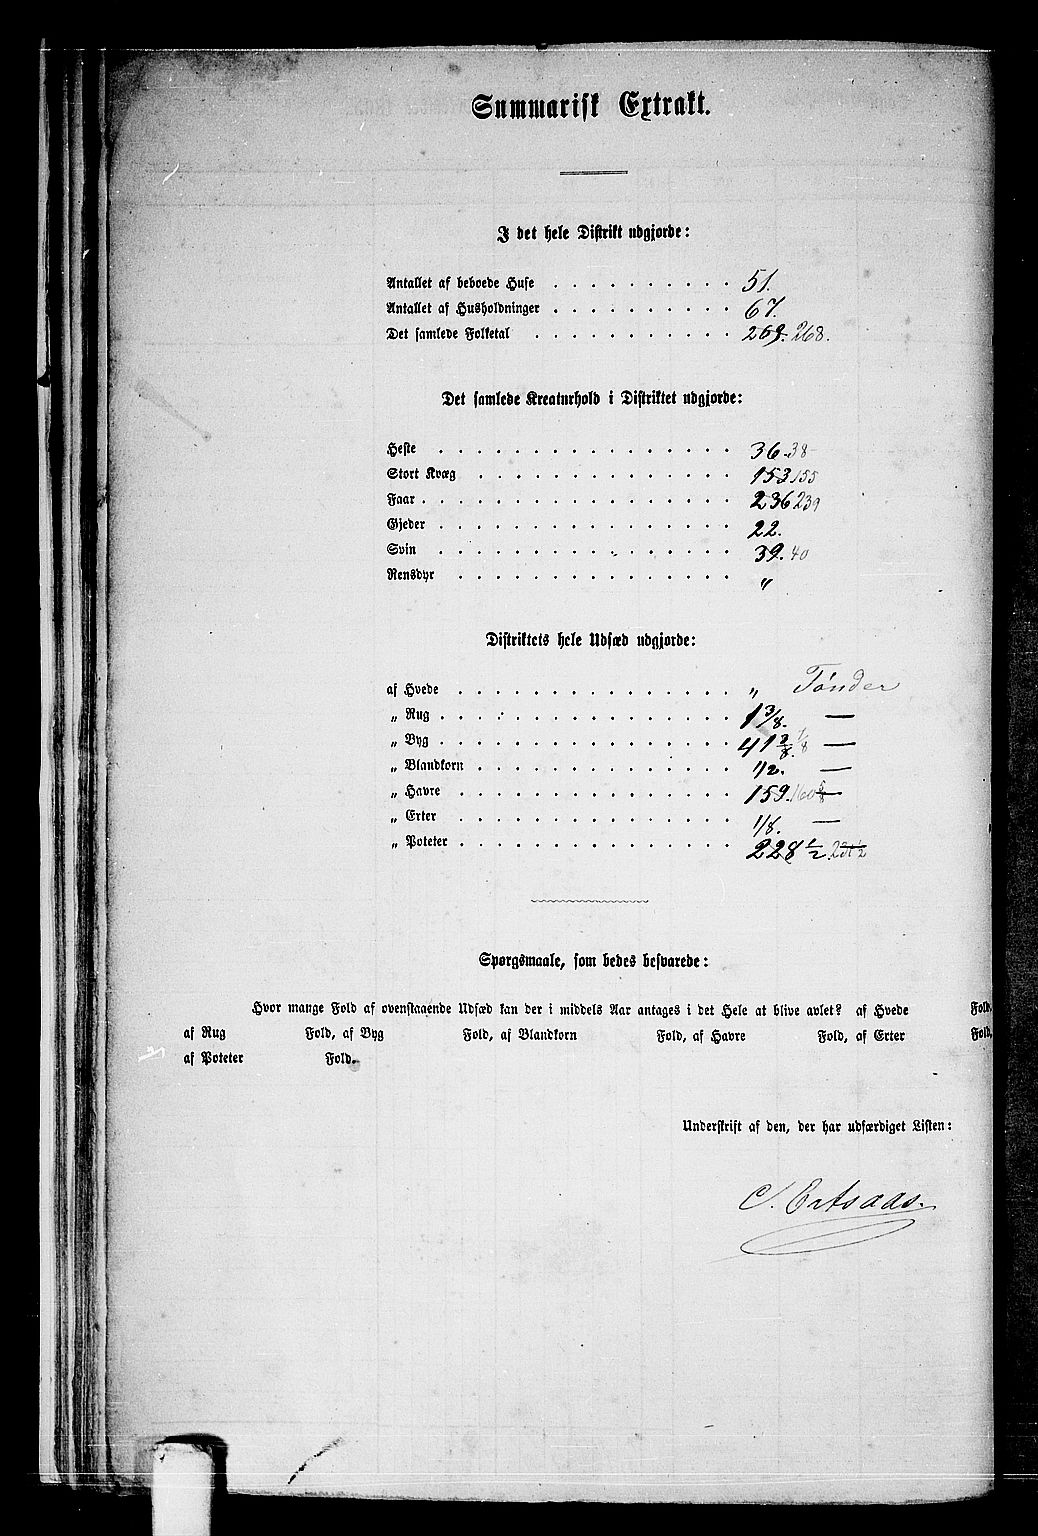 Summarisk Extrakt.
I det hele Distrikt udgjorde:
Antallet af beboede Huse . . . . . . . . . . 51.
Antallet af Husholdninger . . . . . . . . . . 67.
Det samlede Folketal . . . . . . . . . . . 269. 268.
Det samlede Kreaturhold i Distriktet udgjorde:
Heste . . . . . . . . . . . . . . . . 36. 38
Stort Kvæg . . . . . . . . . . . . . . 153. 155
Faar . . . . . . . . . . . . . . . . . 236 239
Gjeder . . . . . . . . . . . . . . . . 22.
Svin . . . . . . . . . . . . . . . . 39. 40
Rensdyr . . . . . . . . . . . . . . . "
Distriktets hele Udsæd udgjorde:
af Hvede . . . . . . . . . . . . . . . " Tønder
„ Rug . . . . . . . . . . . . . . . . 1 3/8. —
„ Byg . . . . . . . . . . . . . . . . 41 3/8. 1/8 —
„ Blandkorn . . . . . . . . . . . . . . 1/2. —
„ Havre . . . . . . . . . . . . . . . 159. 160 —
„ Erter . . . . . . . . . . . . . . . 1/8. —
„ Poteter . . . . . . . . . . . . . . . 228 1/2.
Spørgsmaale, som bedes besvarede:
Hvor mange Fold af ovenstaaende Udsæd kan der i middels Aar antages i det Hele at blive avlet? af Hvede Fold,
af Rug Fold, af Byg Fold, af Blandkorn Fold, af Havre Fold, af Erter Fold,
af Poteter Fold.
Underskrift af den, der har udfærdiget Listen:
C. Ertsaas.